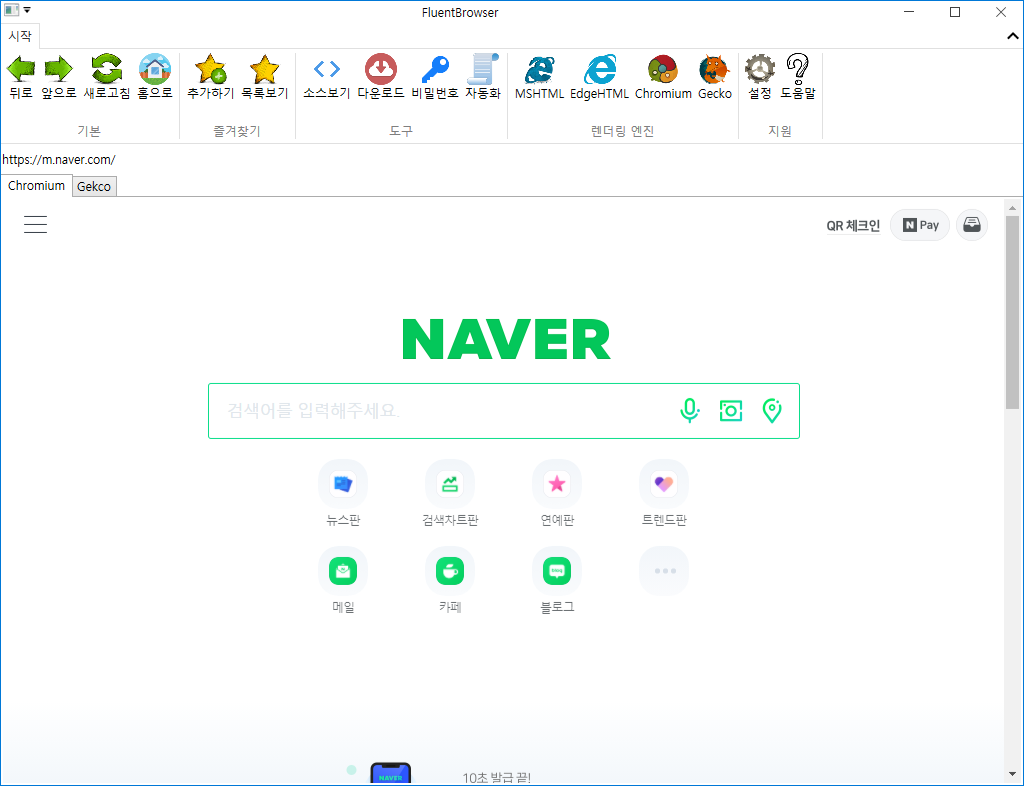 FluentBrowser
시작
뒤로 앞으로 새로고침 홈으로 추가하기 목록보기 소스보기 다운로드 비밀번호 자동화 MSHTML EdgeHTML Chromium Gecko 설정 도움말
기본 즐겨찾기 도구 렌더링 엔진 지원
https://m.naver.com/
Chromium Gekco
QR 체크인 N Pay
NAVER
검색어를 입력해주세요.
뉴스판 검색차트판 연예판 트렌드판
메일 카페 블로그
NAVER 10초 발급 끝!